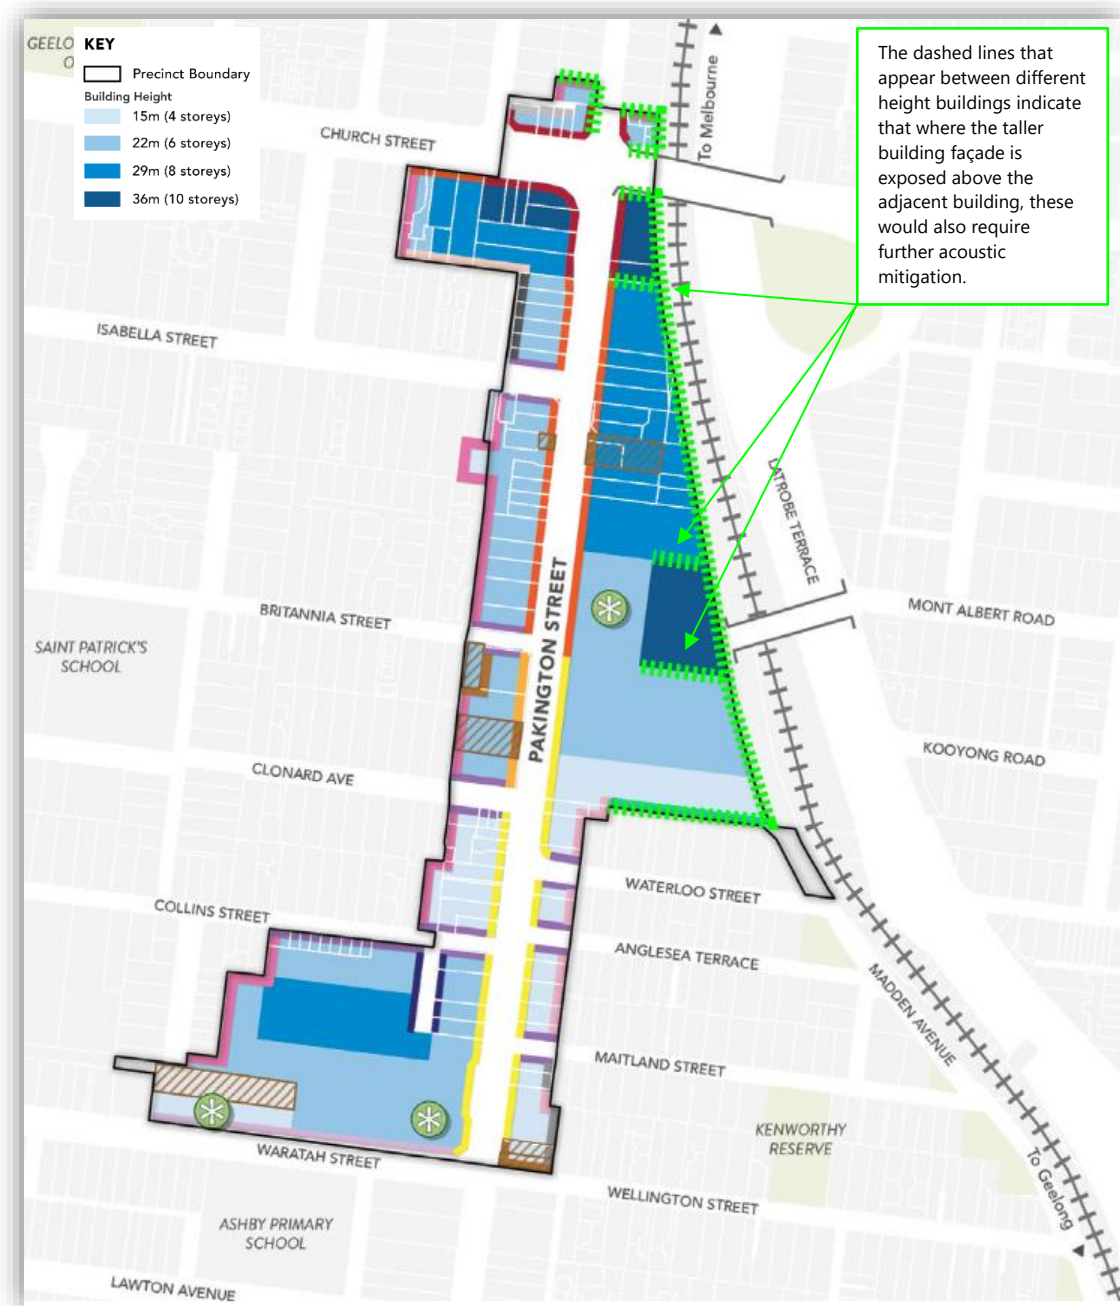 GEELO
O
KEY
Precinct Boundary
Building Height
15m (4 storeys)
22m (6 storeys)
29m (8 storeys)
36m (10 storeys)
The dashed lines that
appear between different
height buildings indicate
that where the taller
building façade is
exposed above the
adjacent building, these
would also require
further acoustic
mitigation.
To Melbourne
CHURCH STREET
ISABELLA STREET
LATROBE TERRACE
PAKINGTON STREET
BRITANNIA STREET
MONT ALBERT ROAD
SAINT PATRICK'S
SCHOOL
KOOYONG ROAD
CLONARD AVE
WATERLOO STREET
COLLINS STREET
ANGLESEA TERRACE
MADDEN AVENUE
MAITLAND STREET
KENWORTHY
RESERVE
WARATAH STREET
To Geelong
WELLINGTON STREET
ASHBY PRIMARY
SCHOOL
LAWTON AVENUE